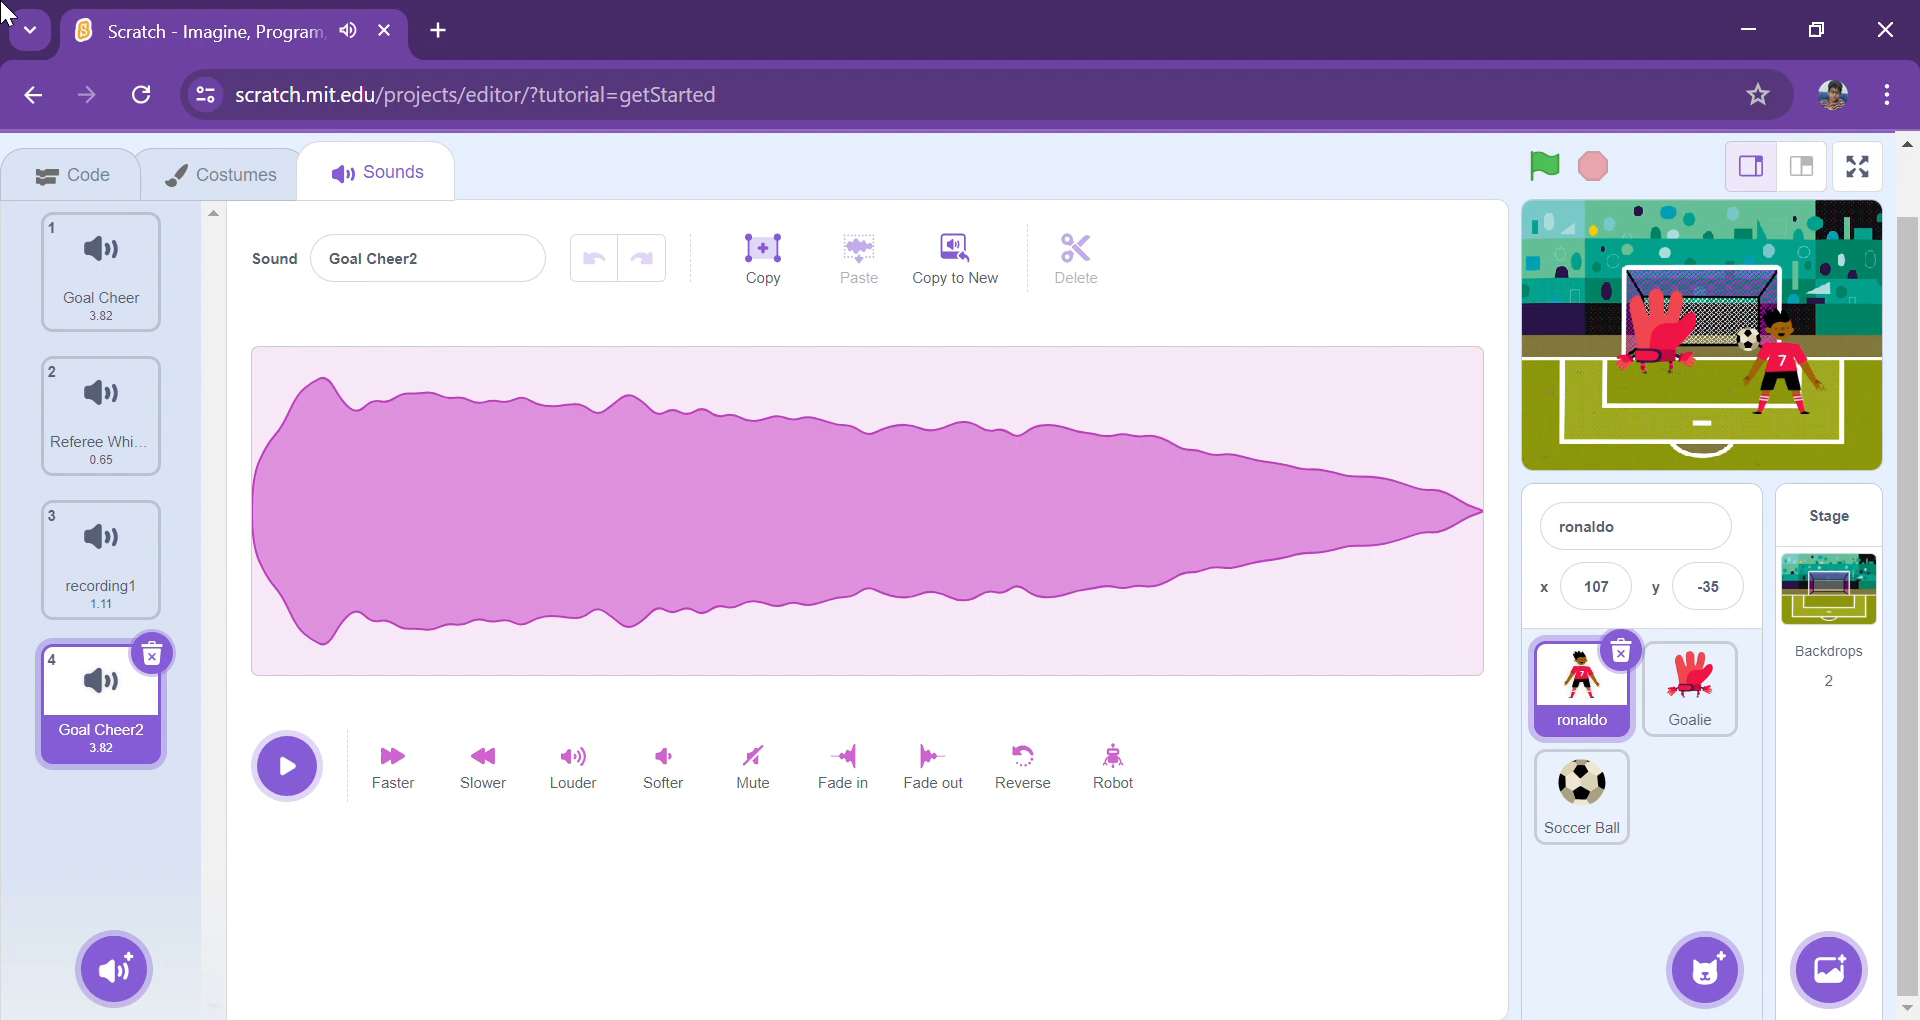 Scratch - Imagine, Program,
scratch.mit.edu/projects/editor/?tutorial=getStarted
Code
Costumes
Sounds
1
Goal Cheer
3.82
2
Referee Whi...
0.65
3
recording1
1.11
4
Goal Cheer2
3.82
Sound
Goal Cheer2
Copy
Paste
Copy to New
Delete
Faster
Slower
Louder
Softer
Mute
Fade in
Fade out
Reverse
Robot
7
ronaldo
x
107
y
-35
ronaldo
Goalie
Soccer Ball
Stage
Backdrops
2